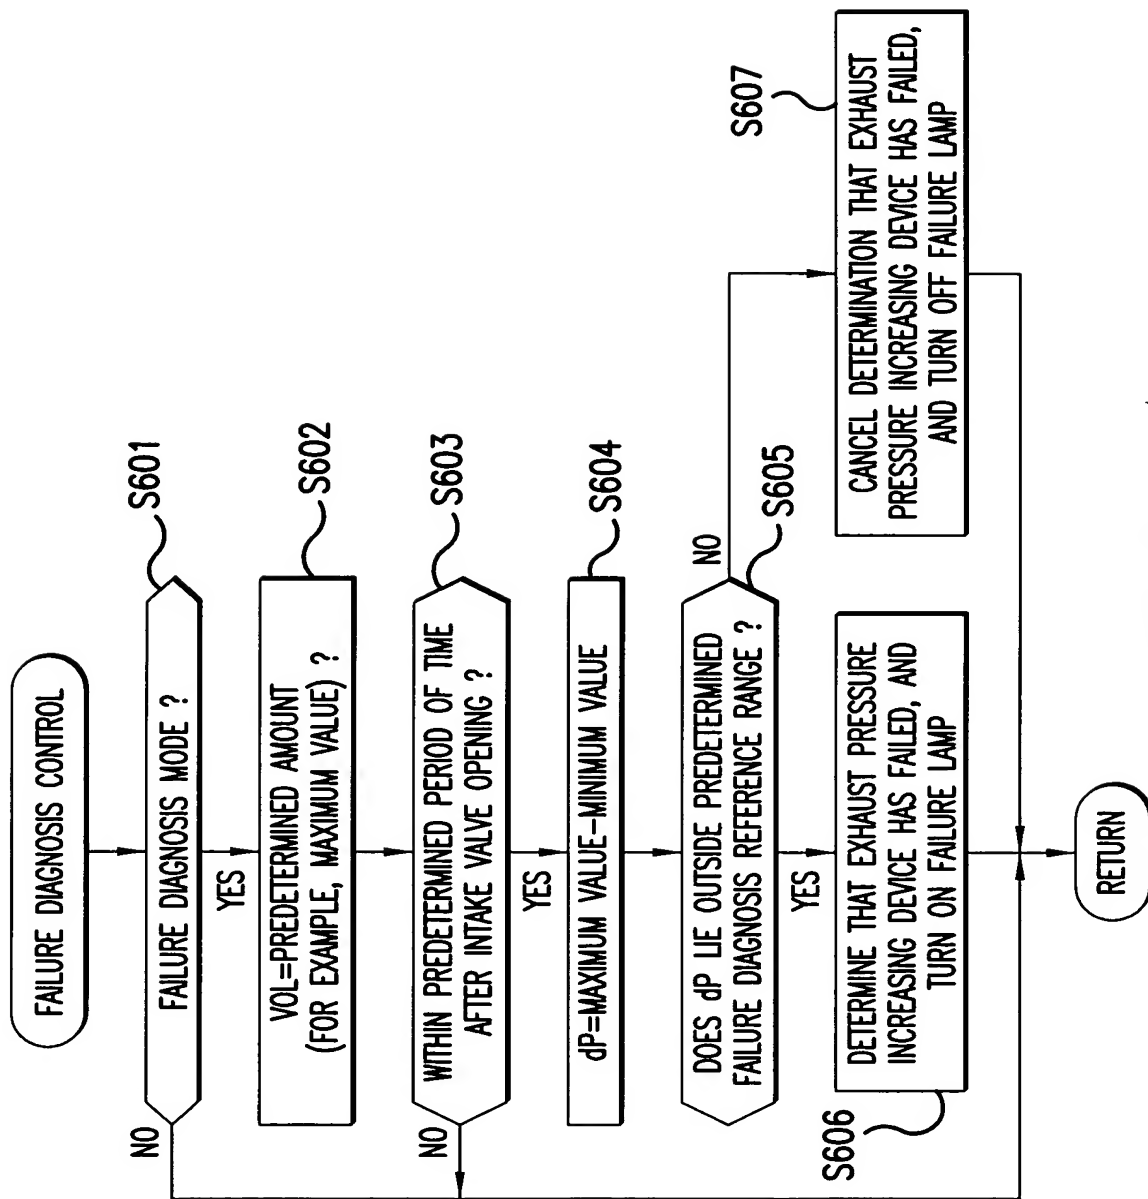 FAILURE DIAGNOSIS CONTROL
S601
FAILURE DIAGNOSIS MODE ?
NO
YES
S602
VOL=PREDETERMINED AMOUNT
(FOR EXAMPLE, MAXIMUM VALUE) ?
S603
WITHIN PREDETERMINED PERIOD OF TIME
AFTER INTAKE VALVE OPENING ?
NO
YES
S604
dP=MAXIMUM VALUE-MINIMUM VALUE
S605
DOES dP LIE OUTSIDE PREDETERMINED
FAILURE DIAGNOSIS REFERENCE RANGE ?
NO
YES
S606
DETERMINE THAT EXHAUST PRESSURE
INCREASING DEVICE HAS FAILED, AND
TURN ON FAILURE LAMP
S607
CANCEL DETERMINATION THAT EXHAUST
PRESSURE INCREASING DEVICE HAS FAILED,
AND TURN OFF FAILURE LAMP
RETURN